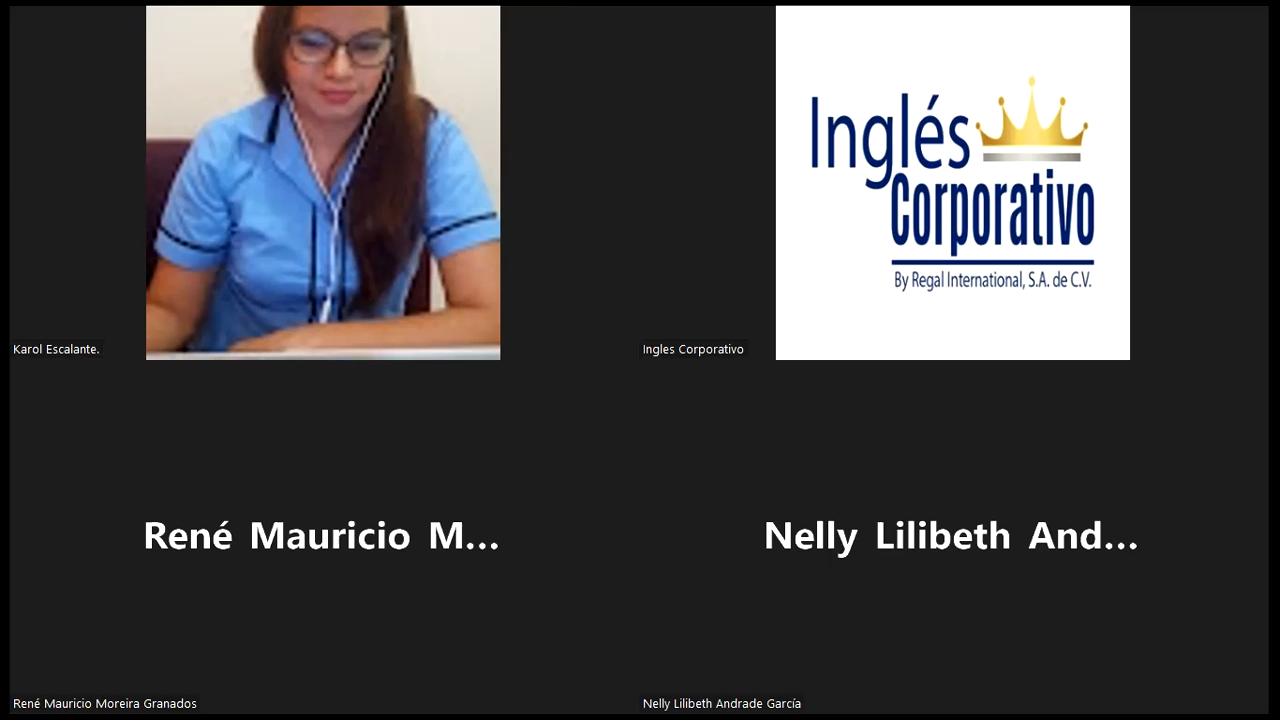 Inglés
Corporativo
By Regal International, S.A. de C.V.
Karol Escalante.
Ingles Corporativo
René Mauricio M...
Nelly Lilibeth And...
René Mauricio Moreira Granados
Nelly Lilibeth Andrade García